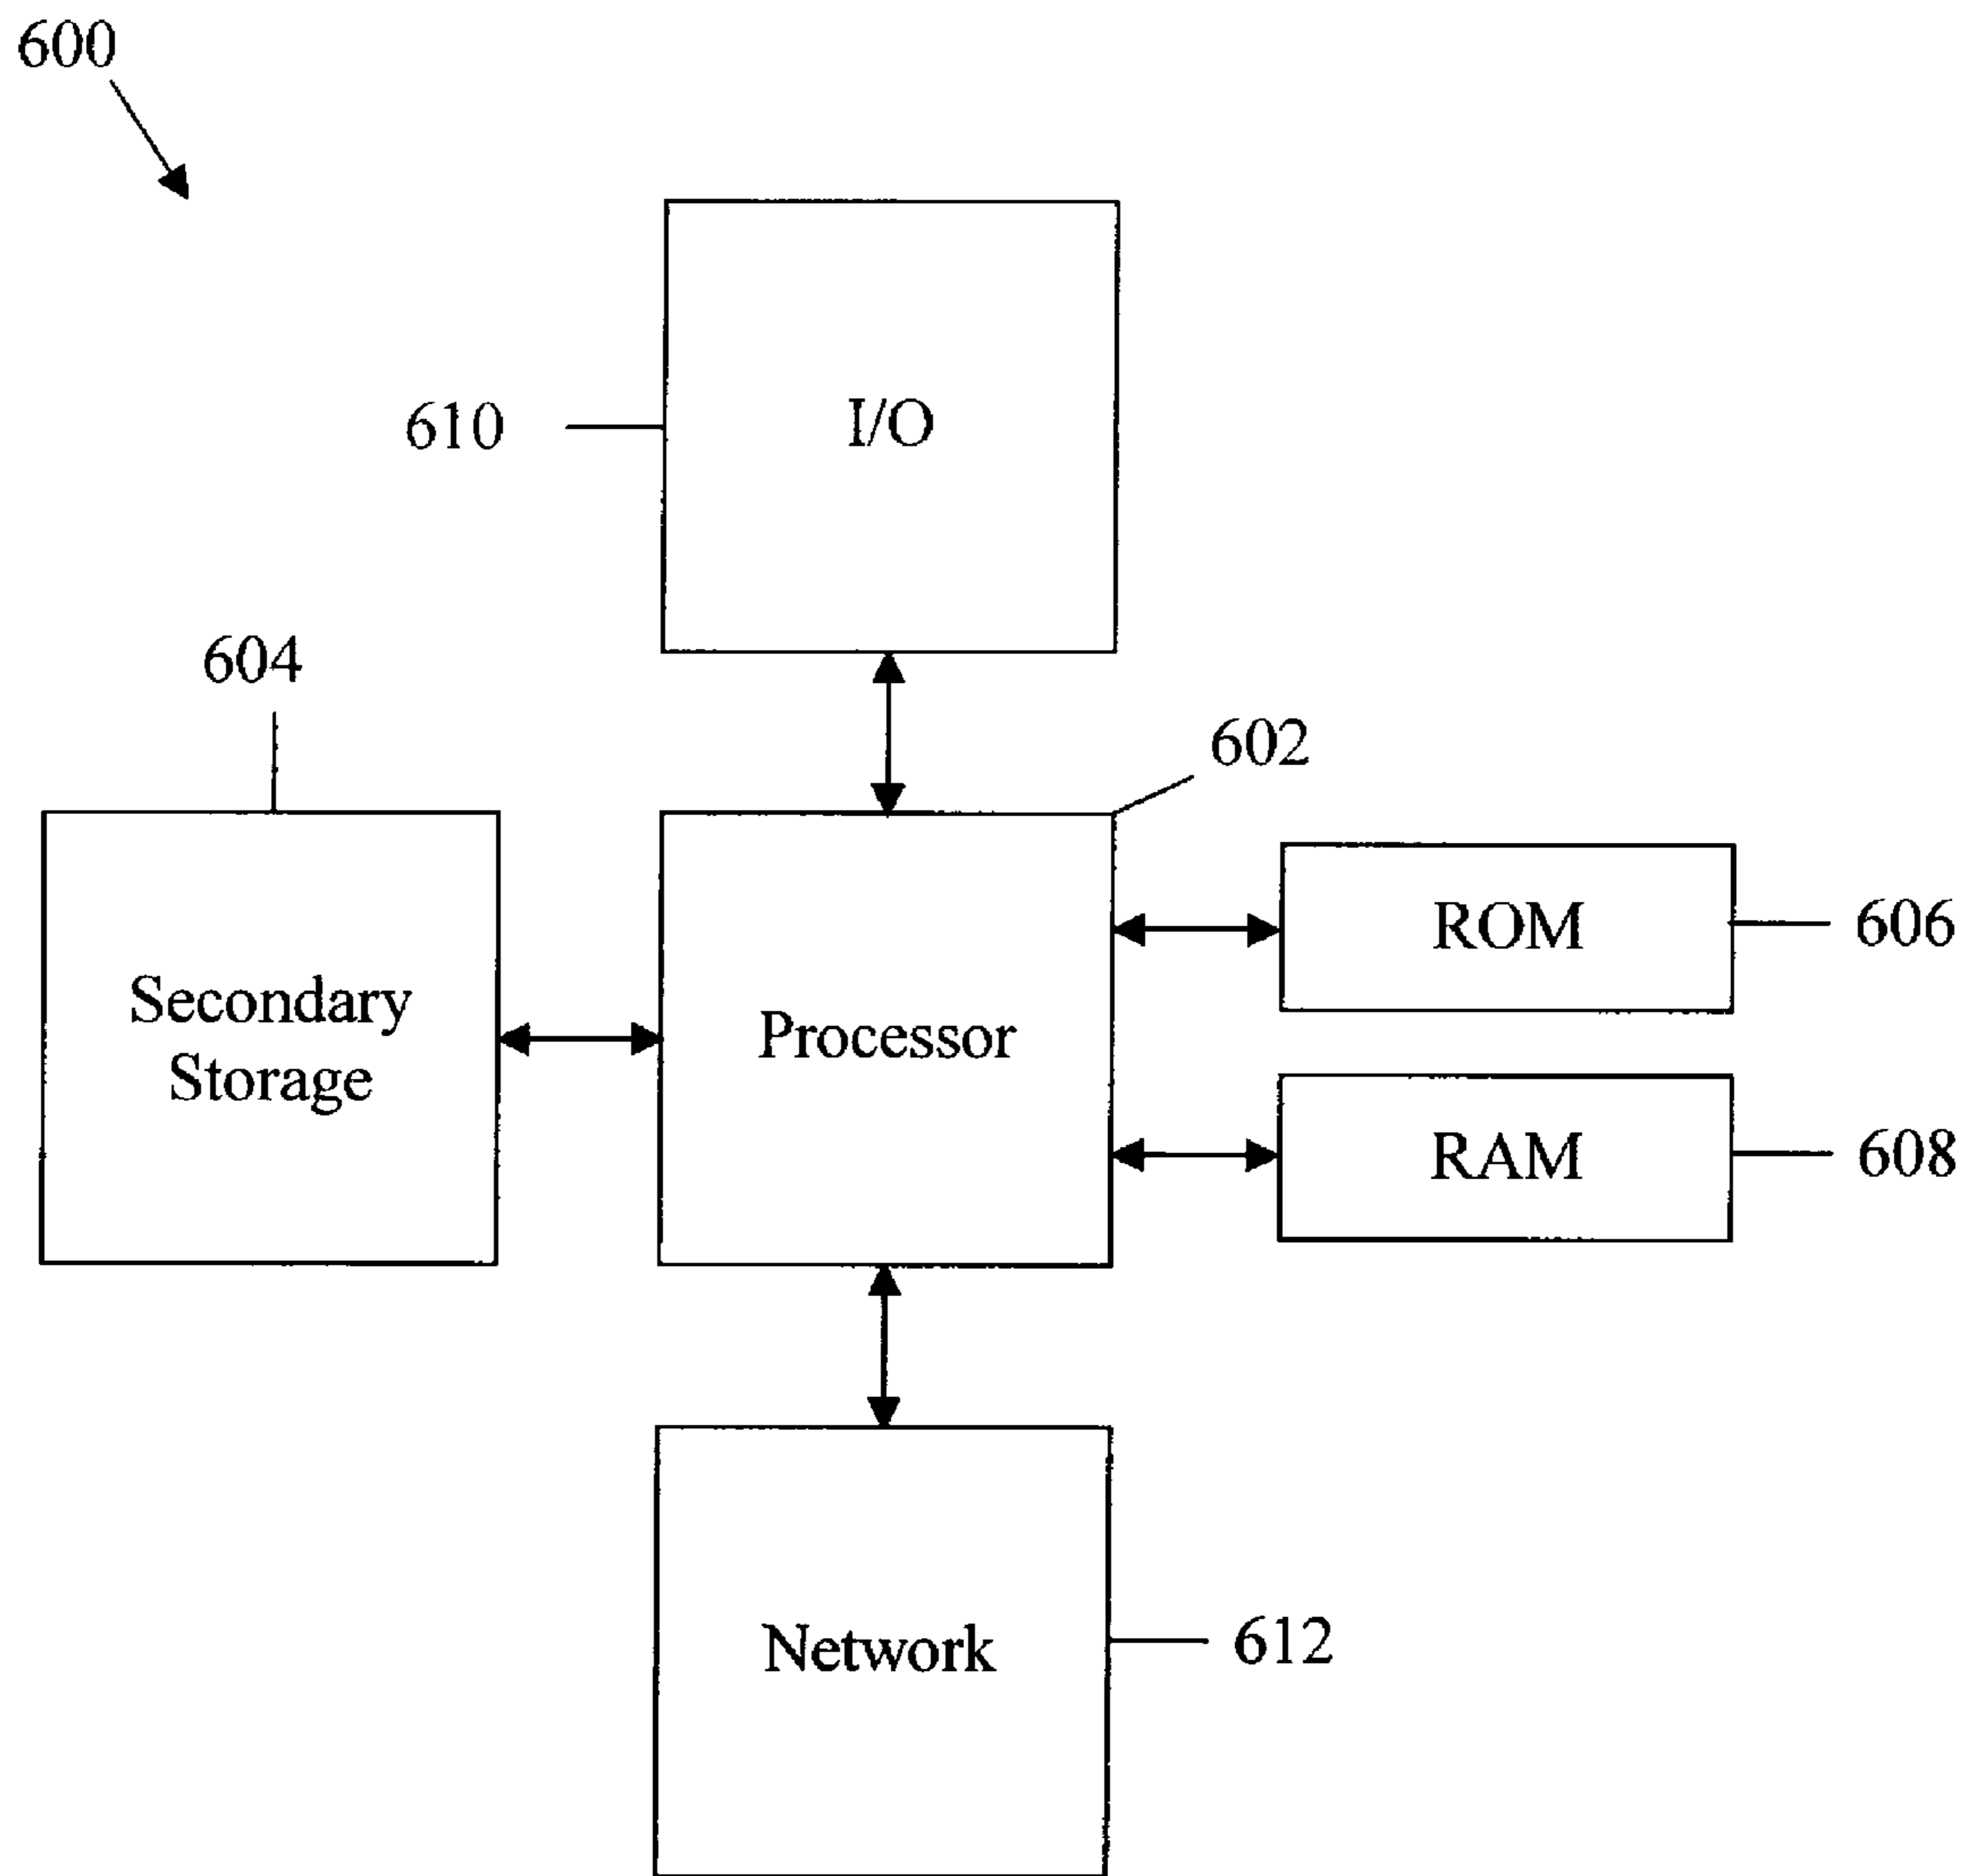 600
I/O
610
604
602
ROM
606
Secondary
Storage
Processor
RAM
608
Network
612